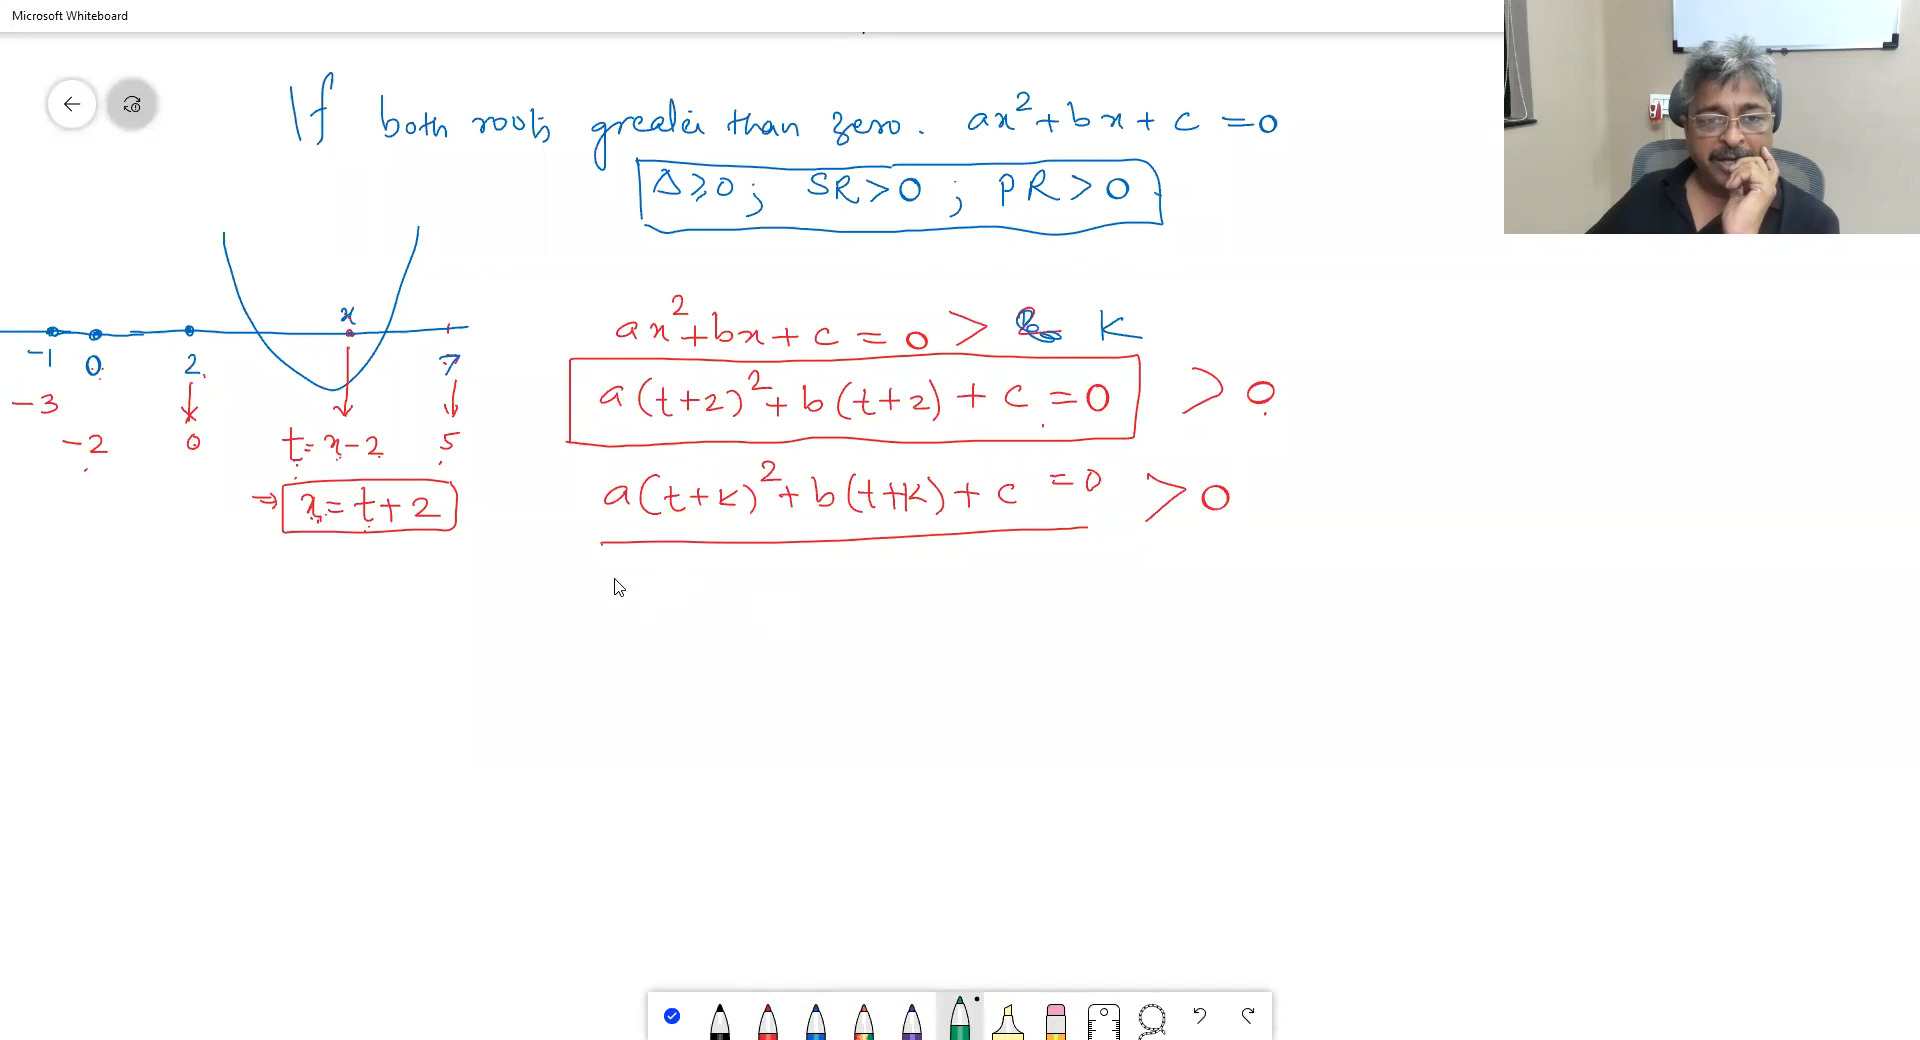 Microsoft Whiteboard
If both roots greater than zero. ax²+bx+c=0
Δ≥0; SR>0; PR>0
x
-1 0 2 7
-3
-2 0 t=x-2 5
⇒ x=t+2
ax²+bx+c=0 > K
a(t+2)²+b(t+2)+c=0 >0
a(t+k)²+b(t+k)+c =0 >0